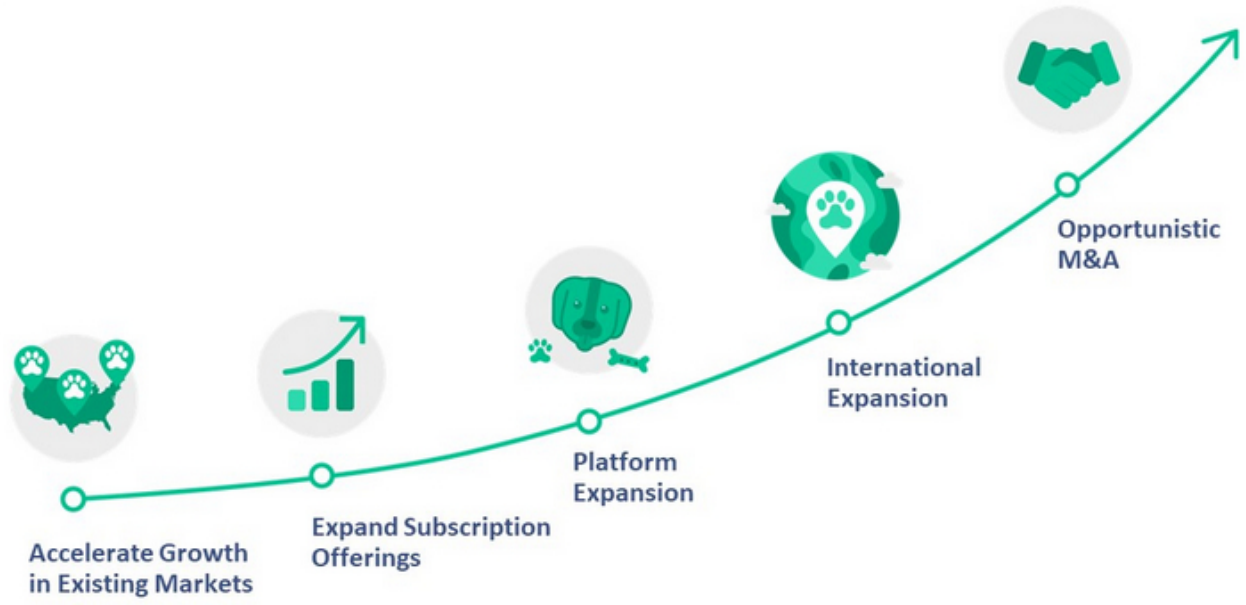 Accelerate Growth
in Existing Markets
Expand Subscription
Offerings
Platform
Expansion
International
Expansion
Opportunistic
M&A